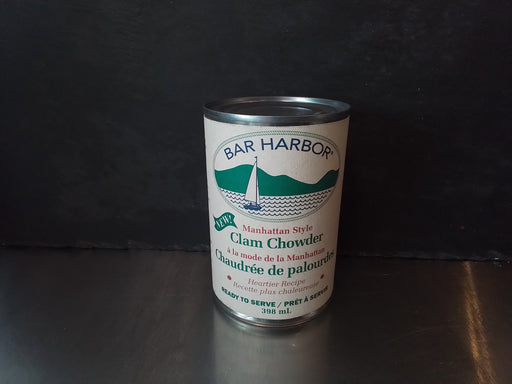 BAR HARBOR®
NEW!
Manhattan Style
Clam Chowder
à la mode de la Manhattan
Chaudrée de palourdes
Heartier Recipe
Recette plus chaleureuse
READY TO SERVE / PRÊT À SERVIR
398 mL